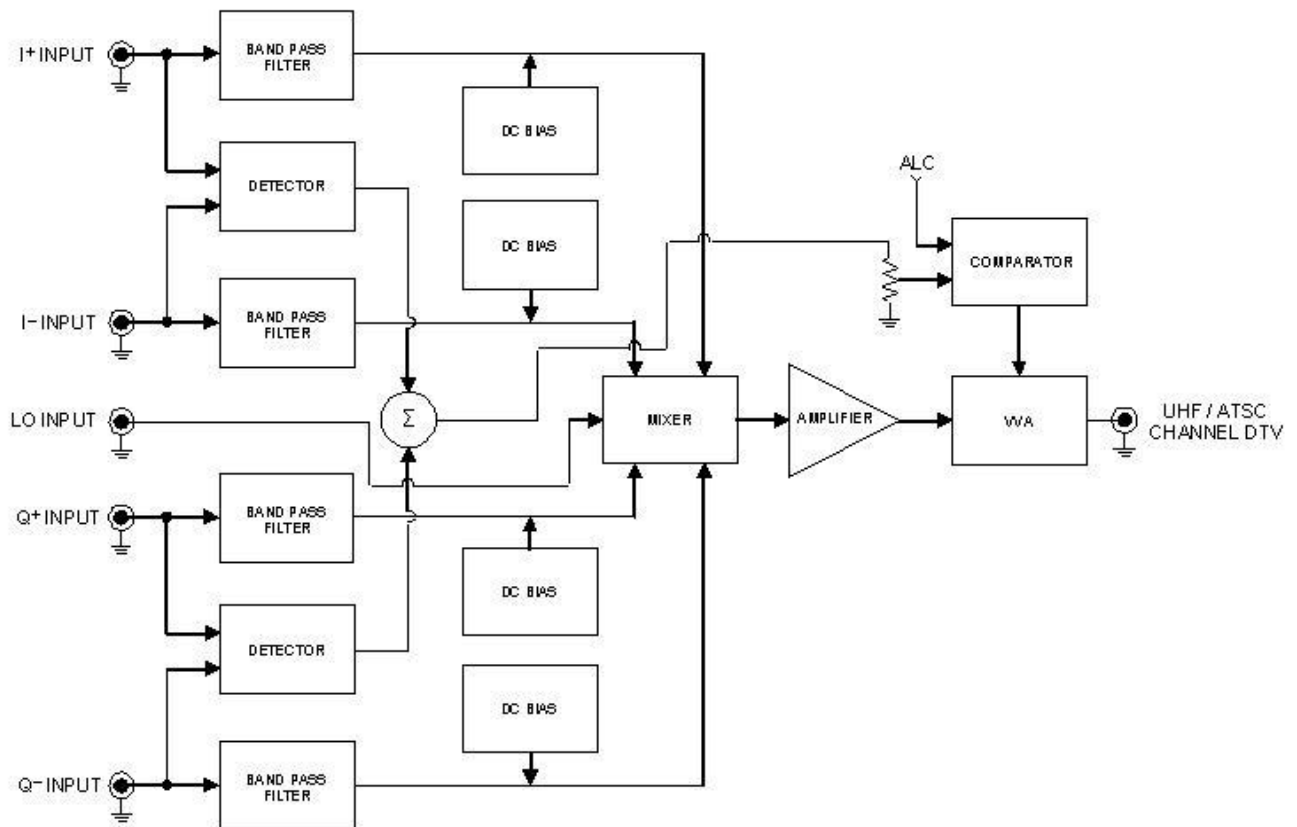 I+ INPUT
BAND PASS
FILTER
DC BIAS
DETECTOR
ALC
DC BIAS
COMPARATOR
I- INPUT
BAND PASS
FILTER
LO INPUT
Σ
MIXER
AMPLIFIER
VVA
UHF / ATSC
CHANNEL DTV
Q+ INPUT
BAND PASS
FILTER
DC BIAS
DETECTOR
DC BIAS
Q- INPUT
BAND PASS
FILTER